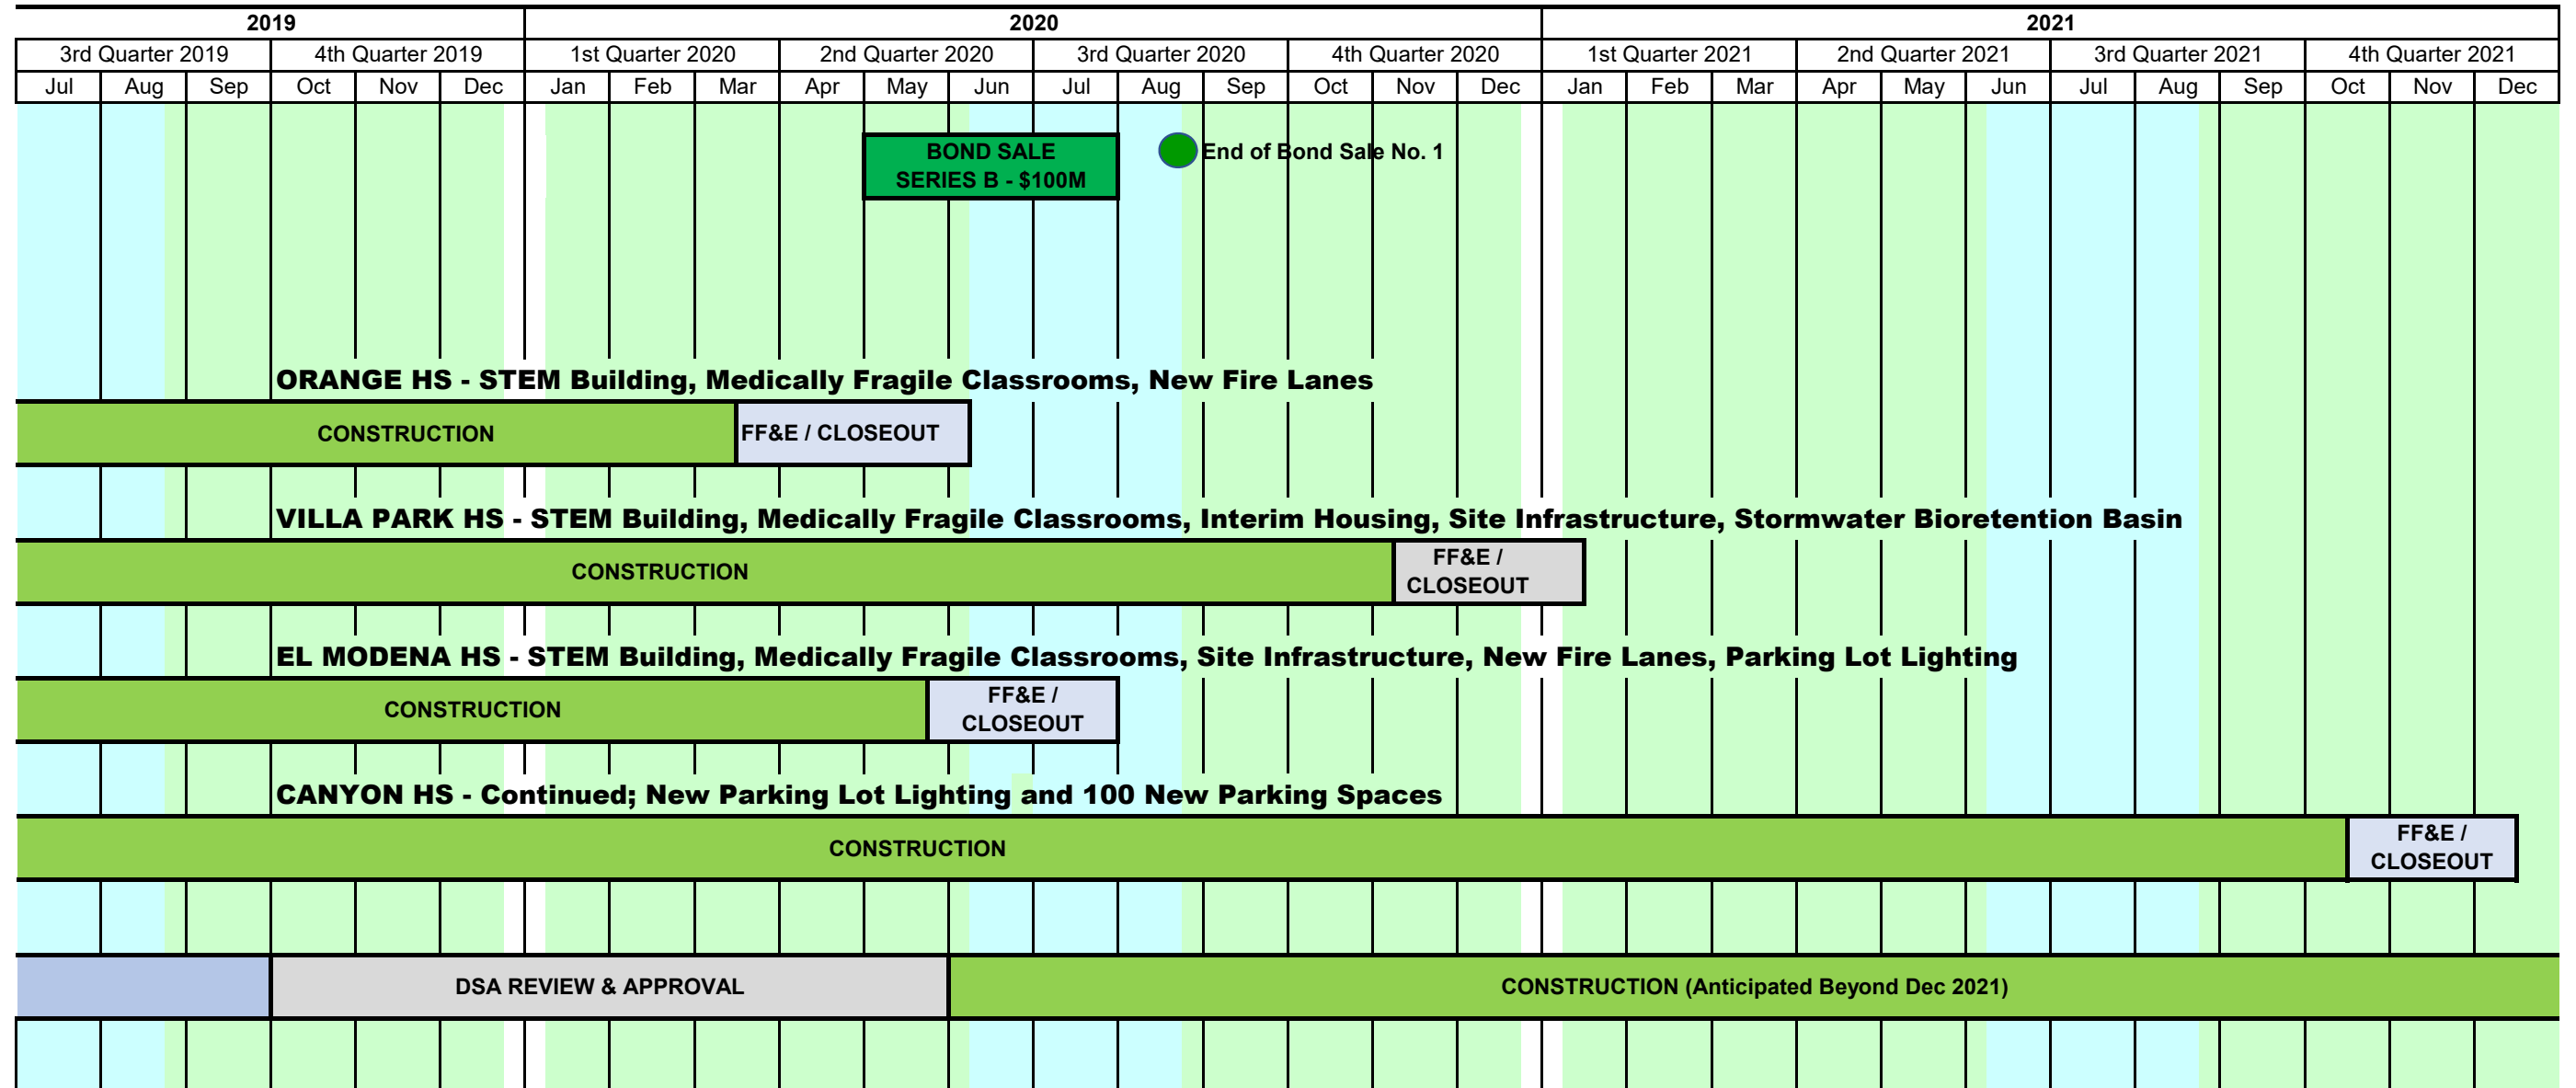 2019 2020 2021
3rd Quarter 2019 4th Quarter 2019 1st Quarter 2020 2nd Quarter 2020 3rd Quarter 2020 4th Quarter 2020 1st Quarter 2021 2nd Quarter 2021 3rd Quarter 2021 4th Quarter 2021
Jul Aug Sep Oct Nov Dec Jan Feb Mar Apr May Jun Jul Aug Sep Oct Nov Dec Jan Feb Mar Apr May Jun Jul Aug Sep Oct Nov Dec
BOND SALE
SERIES B - $100M
End of Bond Sale No. 1
ORANGE HS - STEM Building, Medically Fragile Classrooms, New Fire Lanes
CONSTRUCTION
FF&E / CLOSEOUT
VILLA PARK HS - STEM Building, Medically Fragile Classrooms, Interim Housing, Site Infrastructure, Stormwater Bioretention Basin
CONSTRUCTION
FF&E /
CLOSEOUT
EL MODENA HS - STEM Building, Medically Fragile Classrooms, Site Infrastructure, New Fire Lanes, Parking Lot Lighting
CONSTRUCTION
FF&E /
CLOSEOUT
CANYON HS - Continued; New Parking Lot Lighting and 100 New Parking Spaces
CONSTRUCTION
FF&E /
CLOSEOUT
DSA REVIEW & APPROVAL
CONSTRUCTION (Anticipated Beyond Dec 2021)